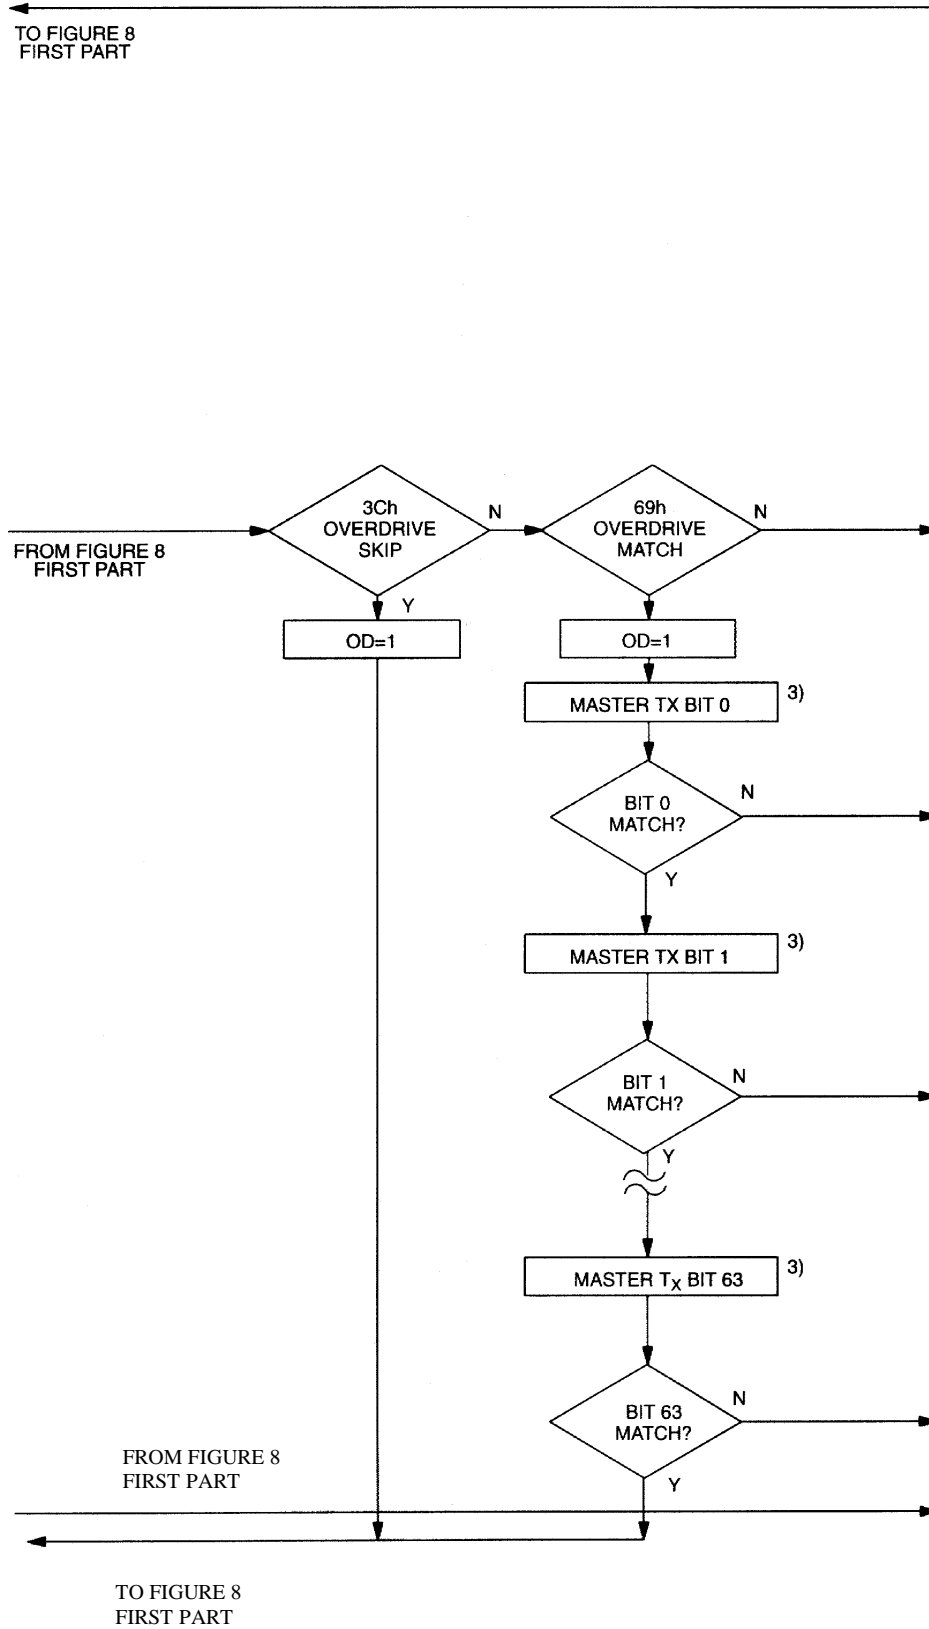 TO FIGURE 8
FIRST PART
3Ch
OVERDRIVE
SKIP
N
69h
OVERDRIVE
MATCH
N
FROM FIGURE 8
FIRST PART
Y
OD=1
OD=1
MASTER TX BIT 0
3)
BIT 0
MATCH?
N
Y
MASTER TX BIT 1
3)
BIT 1
MATCH?
N
Y
MASTER TX BIT 63
3)
BIT 63
MATCH?
N
Y
FROM FIGURE 8
FIRST PART
TO FIGURE 8
FIRST PART